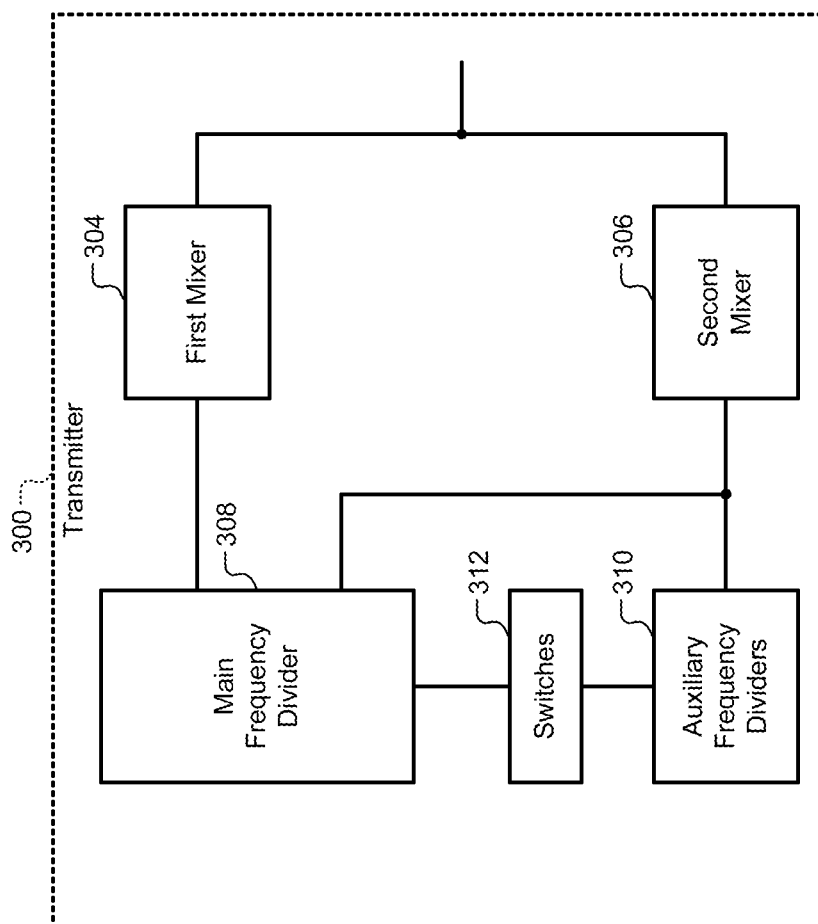 300
Transmitter
304
First Mixer
306
Second
Mixer
308
Main
Frequency
Divider
312
Switches
310
Auxiliary
Frequency
Dividers